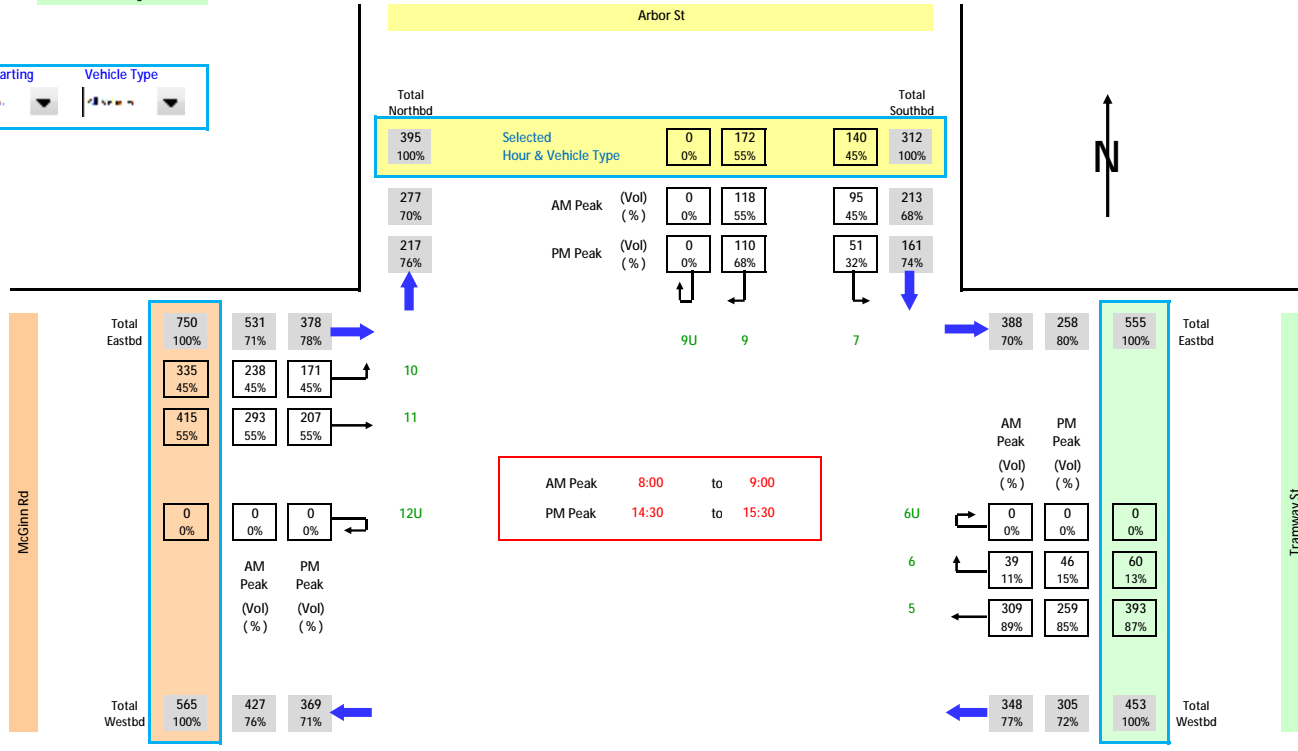 Arbor St
arting Vehicle Type
Total Northbd
Total Southbd
395 100%
Selected Hour & Vehicle Type
0 0%
172 55%
140 45%
312 100%
277 70%
AM Peak (Vol) (%)
0 0%
118 55%
95 45%
213 68%
217 76%
PM Peak (Vol) (%)
0 0%
110 68%
51 32%
161 74%
N
9U 9 7
McGinn Rd
Total Eastbd
750 100%
531 71%
378 78%
335 45%
238 45%
171 45%
10
415 55%
293 55%
207 55%
11
0 0%
0 0%
0 0%
12U
AM Peak (Vol) (%)
PM Peak (Vol) (%)
Total Westbd
565 100%
427 76%
369 71%
AM Peak 8:00 to 9:00
PM Peak 14:30 to 15:30
388 70%
258 80%
555 100%
Total Eastbd
AM Peak (Vol) (%)
PM Peak (Vol) (%)
6U
0 0%
0 0%
0 0%
6
39 11%
46 15%
60 13%
5
309 89%
259 85%
393 87%
348 77%
305 72%
453 100%
Total Westbd
Tramway St